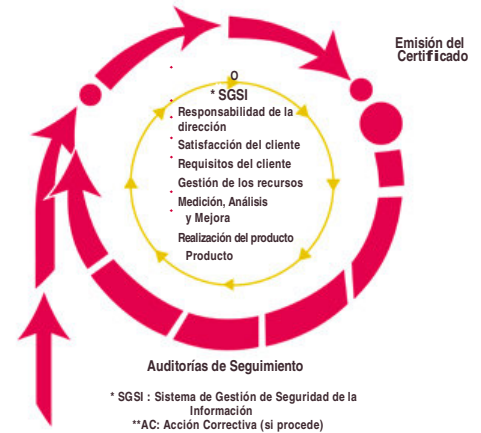 Emisión del
Certificado
O
* SGSI
Responsabilidad de la
dirección
Satisfacción del cliente
Requisitos del cliente
Gestión de los recursos
Medición, Análisis
y Mejora
Realización del producto
Producto
Auditorías de Seguimiento
* SGSI : Sistema de Gestión de Seguridad de la
Información
**AC: Acción Correctiva (si procede)